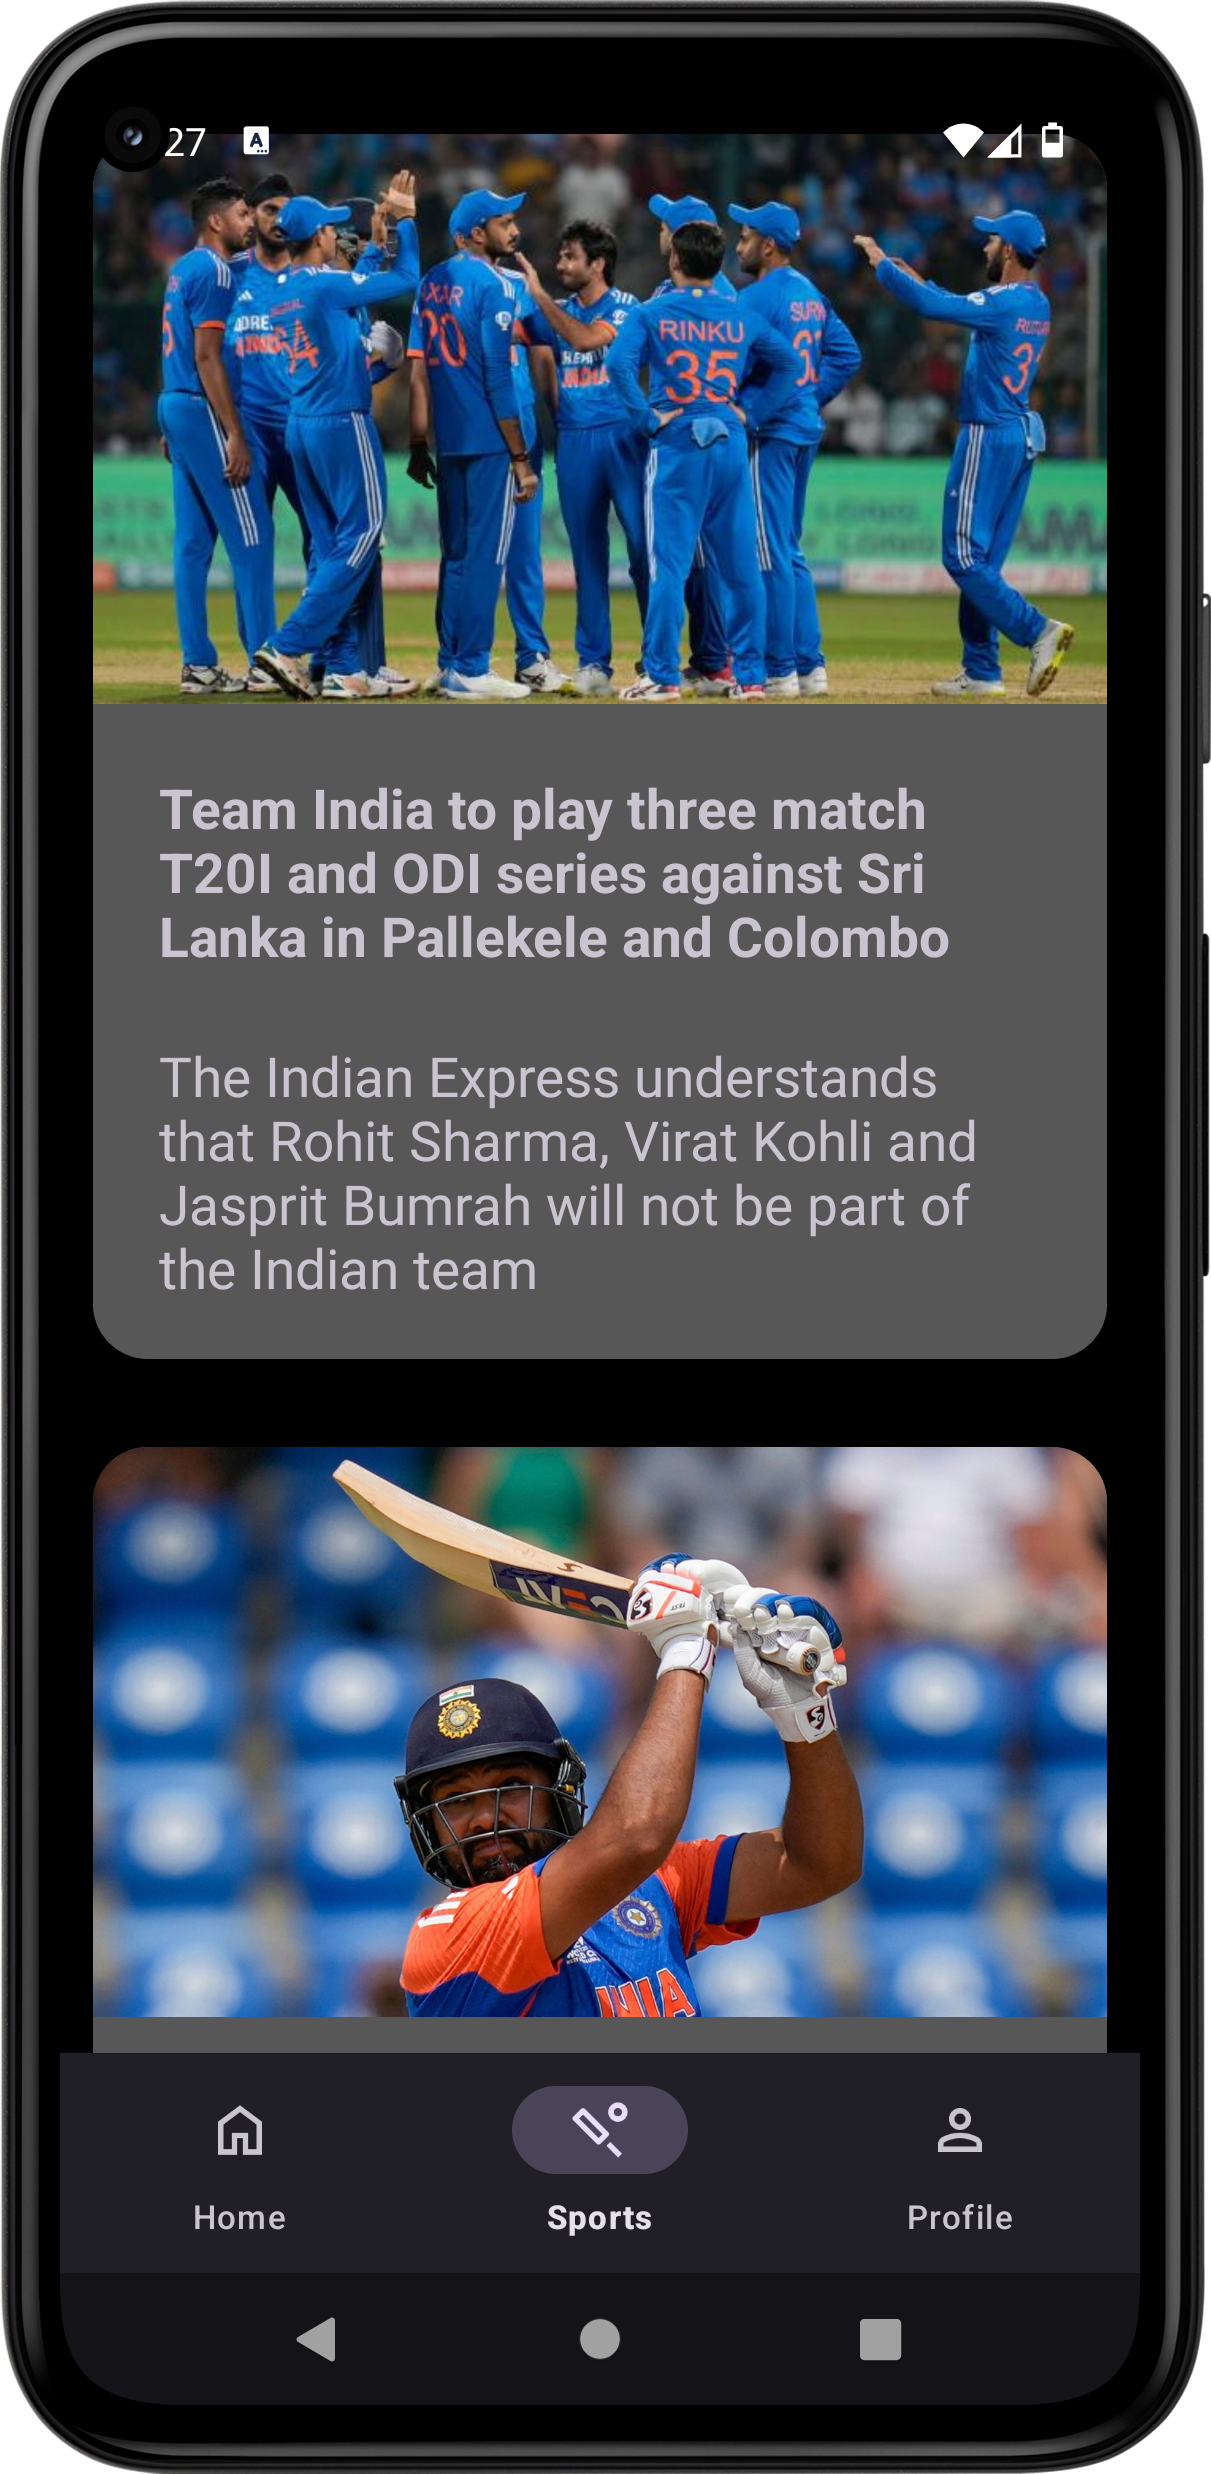 27
A
AXAR
20
RINKU
35
Team India to play three match
T20I and ODI series against Sri
Lanka in Pallekele and Colombo
The Indian Express understands
that Rohit Sharma, Virat Kohli and
Jasprit Bumrah will not be part of
the Indian team
Home
Sports
Profile